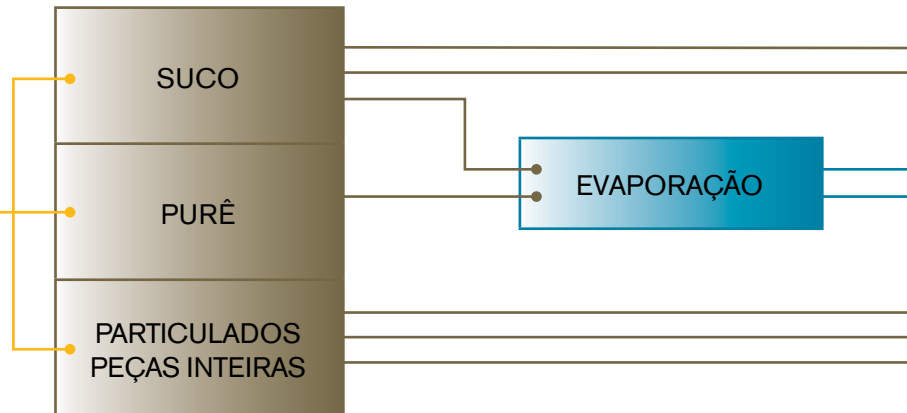 SUCO
PURÊ
PARTICULADOS
PEÇAS INTEIRAS
EVAPORAÇÃO